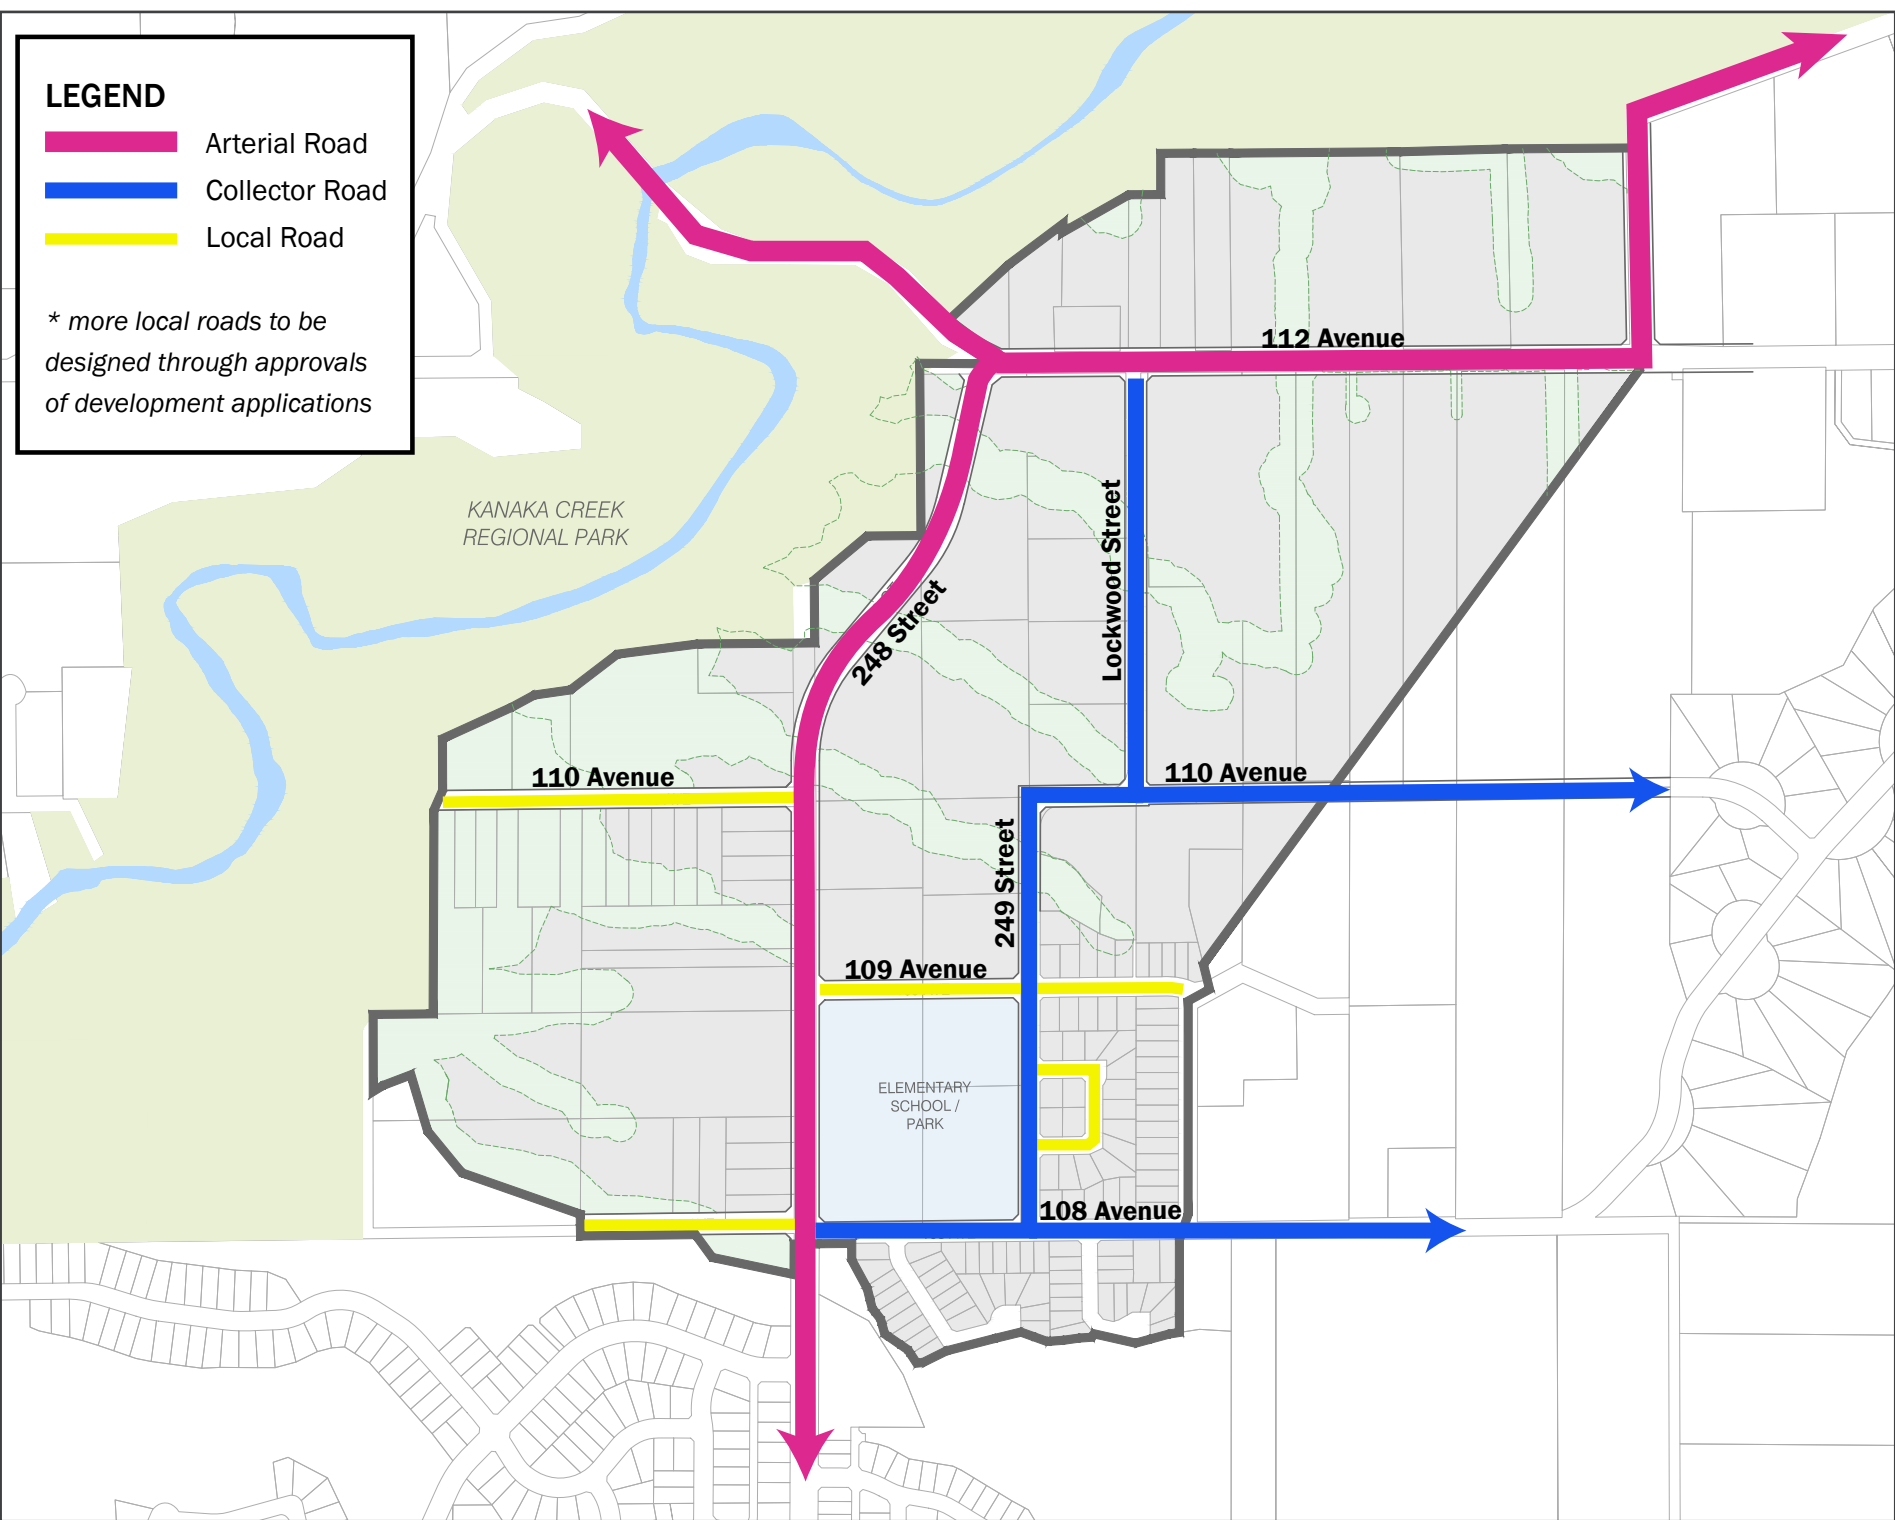 LEGEND
Arterial Road
Collector Road
Local Road
* more local roads to be
designed through approvals
of development applications
112 Avenue
KANAKA CREEK
REGIONAL PARK
Lockwood Street
248 Street
110 Avenue
110 Avenue
249 Street
109 Avenue
ELEMENTARY
SCHOOL /
PARK
108 Avenue